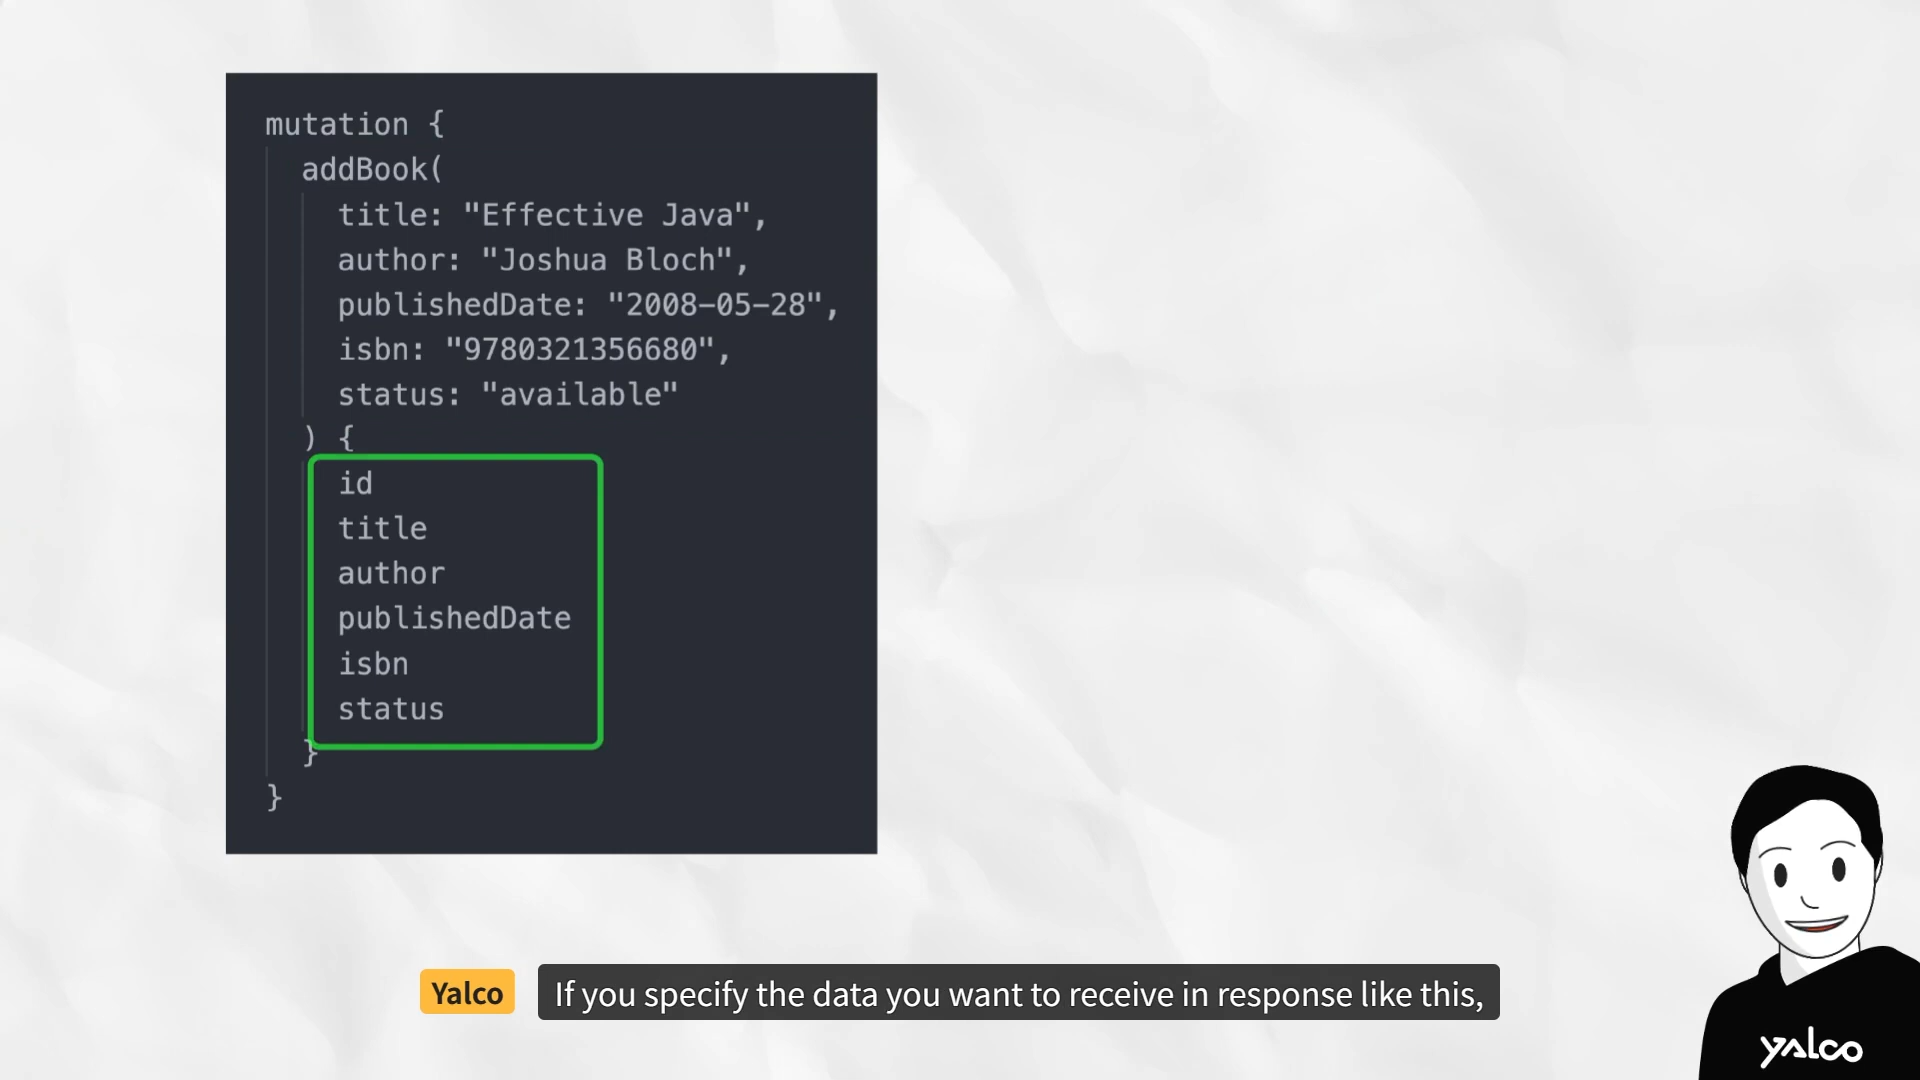 mutation {
addBook(
title: "Effective Java",
author: "Joshua Bloch",
publishedDate: "2008-05-28",
isbn: "9780321356680",
status: "available"
) {
id
title
author
publishedDate
isbn
status
}
}
Yalco If you specify the data you want to receive in response like this,
yalco